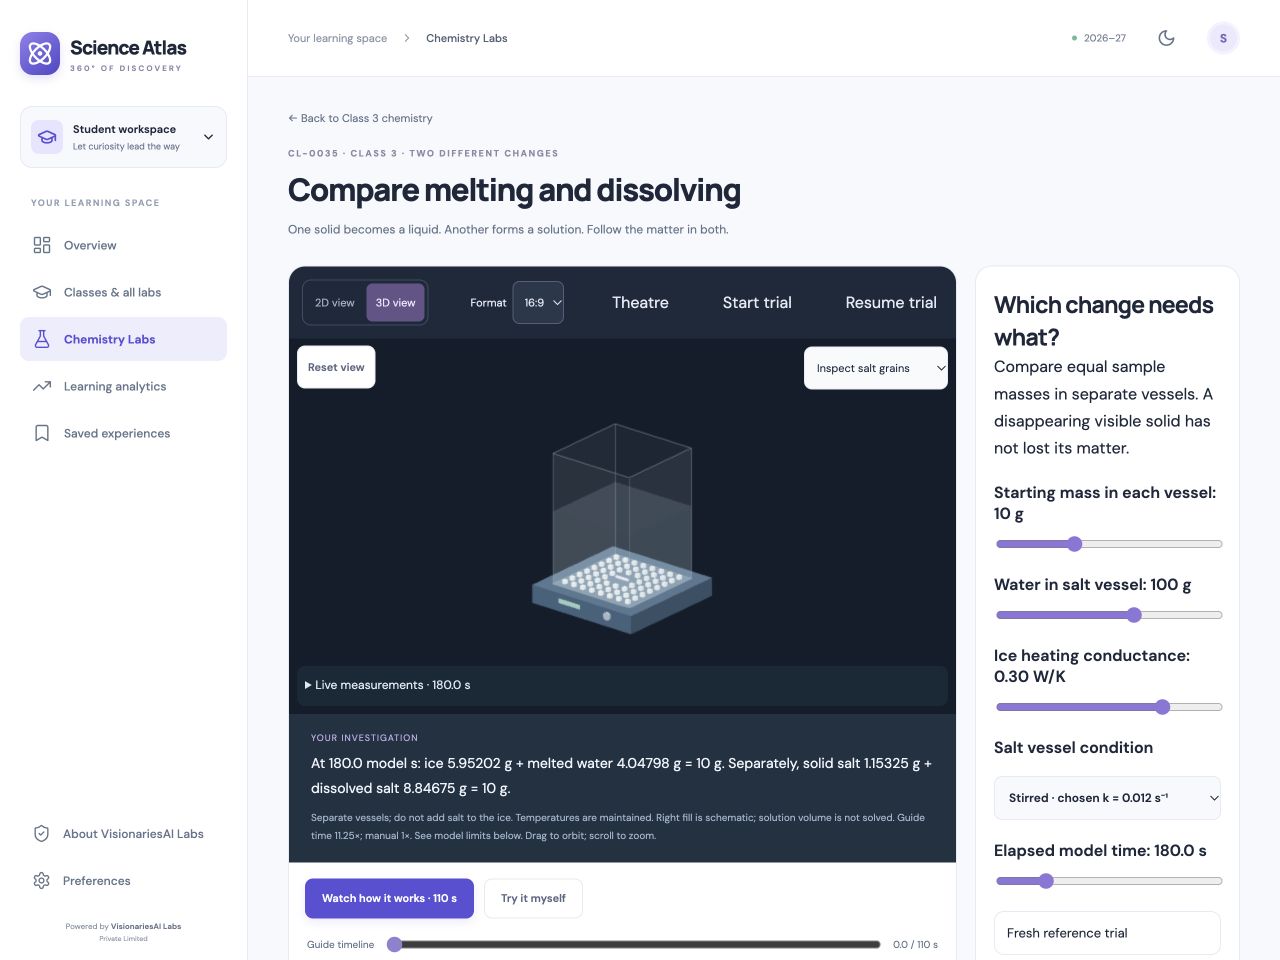 Science Atlas
360° OF DISCOVERY
Student workspace
Let curiosity lead the way
YOUR LEARNING SPACE
Overview
Classes & all labs
Chemistry Labs
Learning analytics
Saved experiences
About VisionariesAI Labs
Preferences
Powered by VisionariesAI Labs
Private Limited
Your learning space > Chemistry Labs
2026–27
S
← Back to Class 3 chemistry
CL-0035 · CLASS 3 · TWO DIFFERENT CHANGES
Compare melting and dissolving
One solid becomes a liquid. Another forms a solution. Follow the matter in both.
2D view 3D view Format 16:9 Theatre Start trial Resume trial
Reset view
Inspect salt grains
▶ Live measurements · 180.0 s
YOUR INVESTIGATION
At 180.0 model s: ice 5.95202 g + melted water 4.04798 g = 10 g. Separately, solid salt 1.15325 g +
dissolved salt 8.84675 g = 10 g.
Separate vessels; do not add salt to the ice. Temperatures are maintained. Right fill is schematic; solution volume is not solved. Guide
time 11.25×; manual 1×. See model limits below. Drag to orbit; scroll to zoom.
Watch how it works · 110 s
Try it myself
Guide timeline
0.0 / 110 s
Which change needs
what?
Compare equal sample
masses in separate vessels. A
disappearing visible solid has
not lost its matter.
Starting mass in each vessel:
10 g
Water in salt vessel: 100 g
Ice heating conductance:
0.30 W/K
Salt vessel condition
Stirred · chosen k = 0.012 s⁻¹
Elapsed model time: 180.0 s
Fresh reference trial